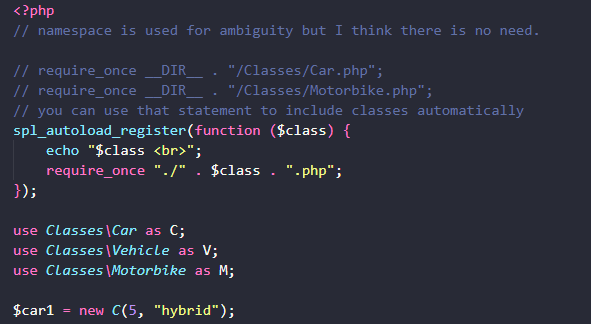 <?php
// namespace is used for ambiguity but I think there is no need.
// require_once __DIR__ . "/Classes/Car.php";
// require_once __DIR__ . "/Classes/Motorbike.php";
// you can use that statement to include classes automatically
spl_autoload_register(function ($class) {
    echo "$class <br>";
    require_once "./" . $class . ".php";
});
use Classes\Car as C;
use Classes\Vehicle as V;
use Classes\Motorbike as M;
$car1 = new C(5, "hybrid");